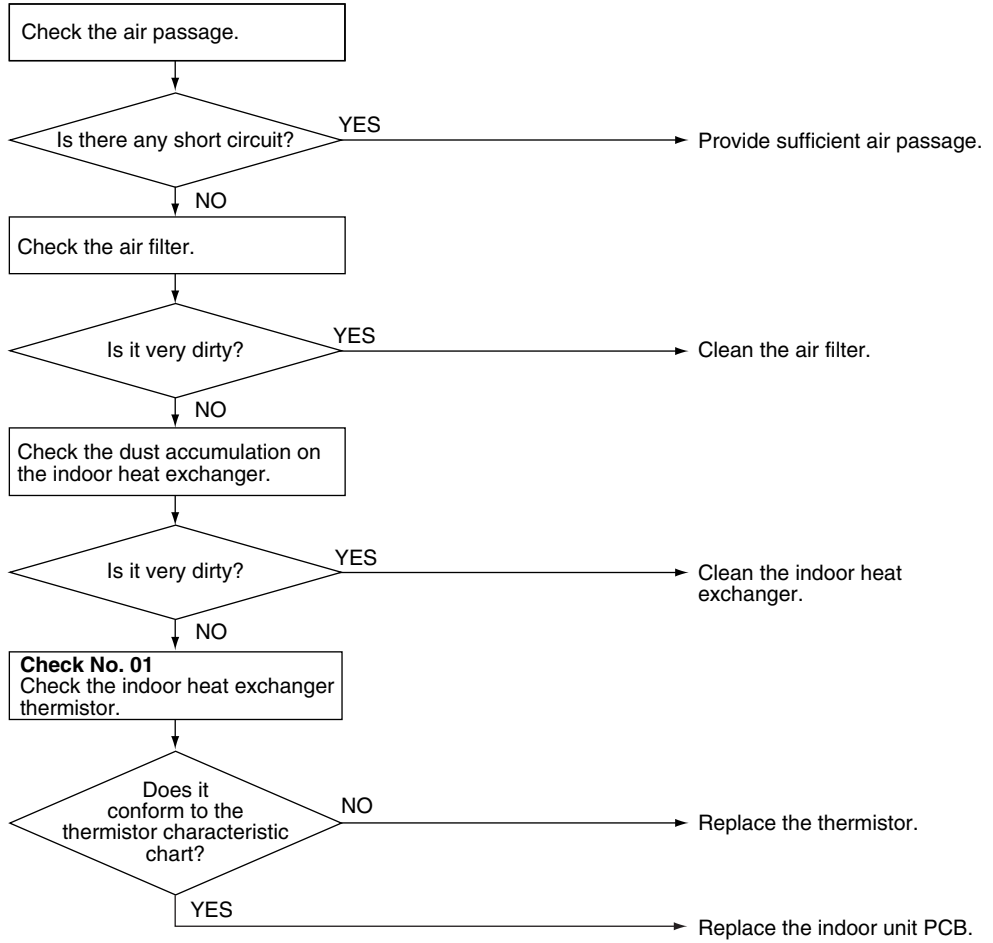 Check the air passage.
Is there any short circuit?
YES
Provide sufficient air passage.
NO
Check the air filter.
Is it very dirty?
YES
Clean the air filter.
NO
Check the dust accumulation on
the indoor heat exchanger.
Is it very dirty?
YES
Clean the indoor heat
exchanger.
NO
Check No. 01
Check the indoor heat exchanger
thermistor.
Does it
conform to the
thermistor characteristic
chart?
NO
Replace the thermistor.
YES
Replace the indoor unit PCB.